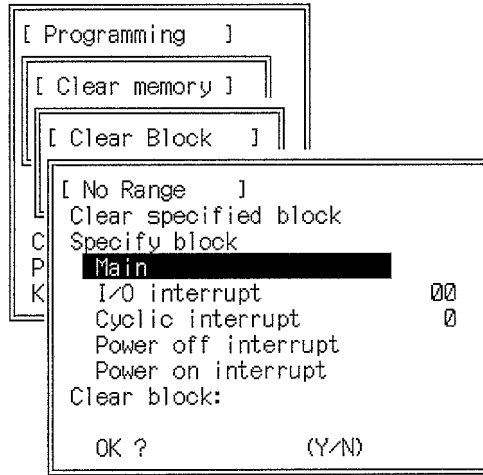 [ Programming ]
[ Clear memory ]
[ Clear Block ]
[ No Range ]
Clear specified block
Specify block
Main
I/O interrupt 00
Cyclic interrupt 0
Power off interrupt
Power on interrupt
Clear block:
OK ? (Y/N)
C
P
K